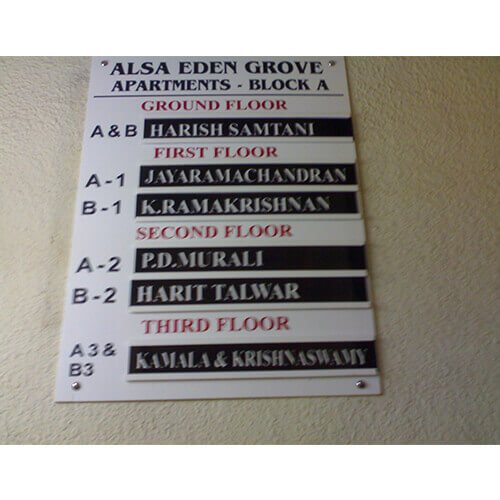 ALSA EDEN GROVE
APARTMENTS - BLOCK A
GROUND FLOOR
A & B HARISH SAMTANI
FIRST FLOOR
A - 1 JAYARAMACHANDRAN
B - 1 K.RAMAKRISHNAN
SECOND FLOOR
A - 2 P.D.MURALI
B - 2 HARIT TALWAR
THIRD FLOOR
A 3 &
B3 KAMALA & KRISHNASWAMY